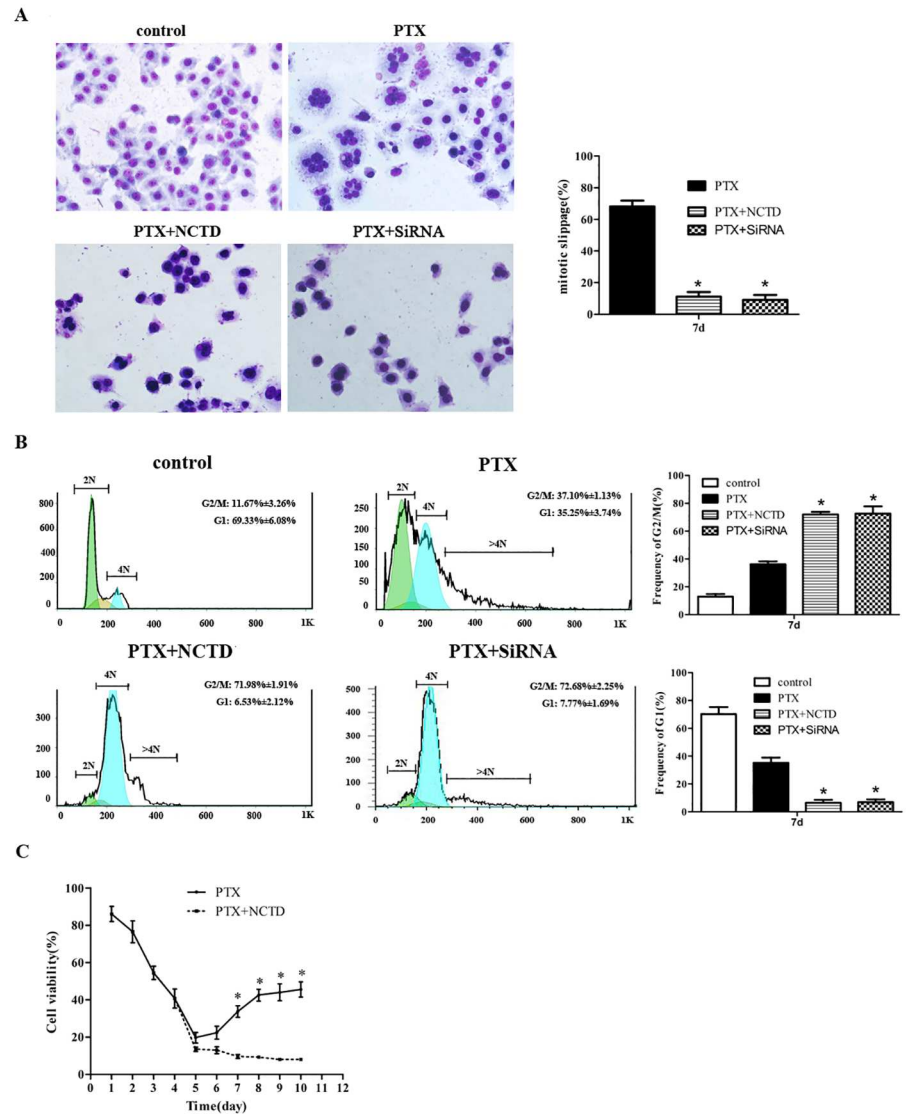 A
control
PTX
PTX+NCTD
PTX+SiRNA
mitotic slippage(%)
80
60
40
20
0
PTX
PTX+NCTD
PTX+SiRNA
*
*
7d
B
control
2N
4N
G2/M: 11.67%±3.26%
G1: 69.33%±6.08%
800
600
400
200
0
0
200
400
600
800
1K
PTX
2N
4N
>4N
G2/M: 37.10%±1.13%
G1: 35.25%±3.74%
250
200
150
100
50
0
0
200
400
600
800
1K
Frequency of G2/M(%)
80
60
40
20
0
control
PTX
PTX+NCTD
PTX+SiRNA
*
*
7d
PTX+NCTD
4N
2N
>4N
G2/M: 71.98%±1.91%
G1: 6.53%±2.12%
300
200
100
0
0
200
400
600
800
1K
PTX+SiRNA
4N
2N
>4N
G2/M: 72.68%±2.25%
G1: 7.77%±1.69%
500
400
300
200
100
0
0
200
400
600
800
1K
Frequency of G1(%)
80
60
40
20
0
control
PTX
PTX+NCTD
PTX+SiRNA
*
*
7d
C
Cell viability(%)
100
80
60
40
20
0
PTX
PTX+NCTD
*
*
*
*
0 1 2 3 4 5 6 7 8 9 10 11 12
Time(day)